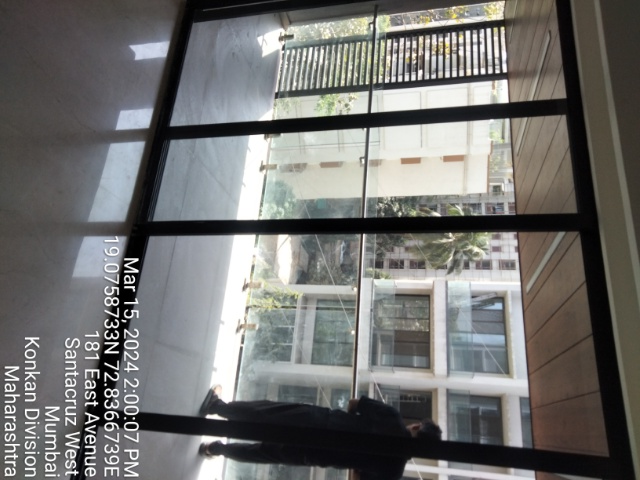 Mar 15, 2024 2:00:07 PM
19.0758733N 72.8366739E
181 East Avenue
Santacruz West
Mumbai
Konkan Division
Maharashtra